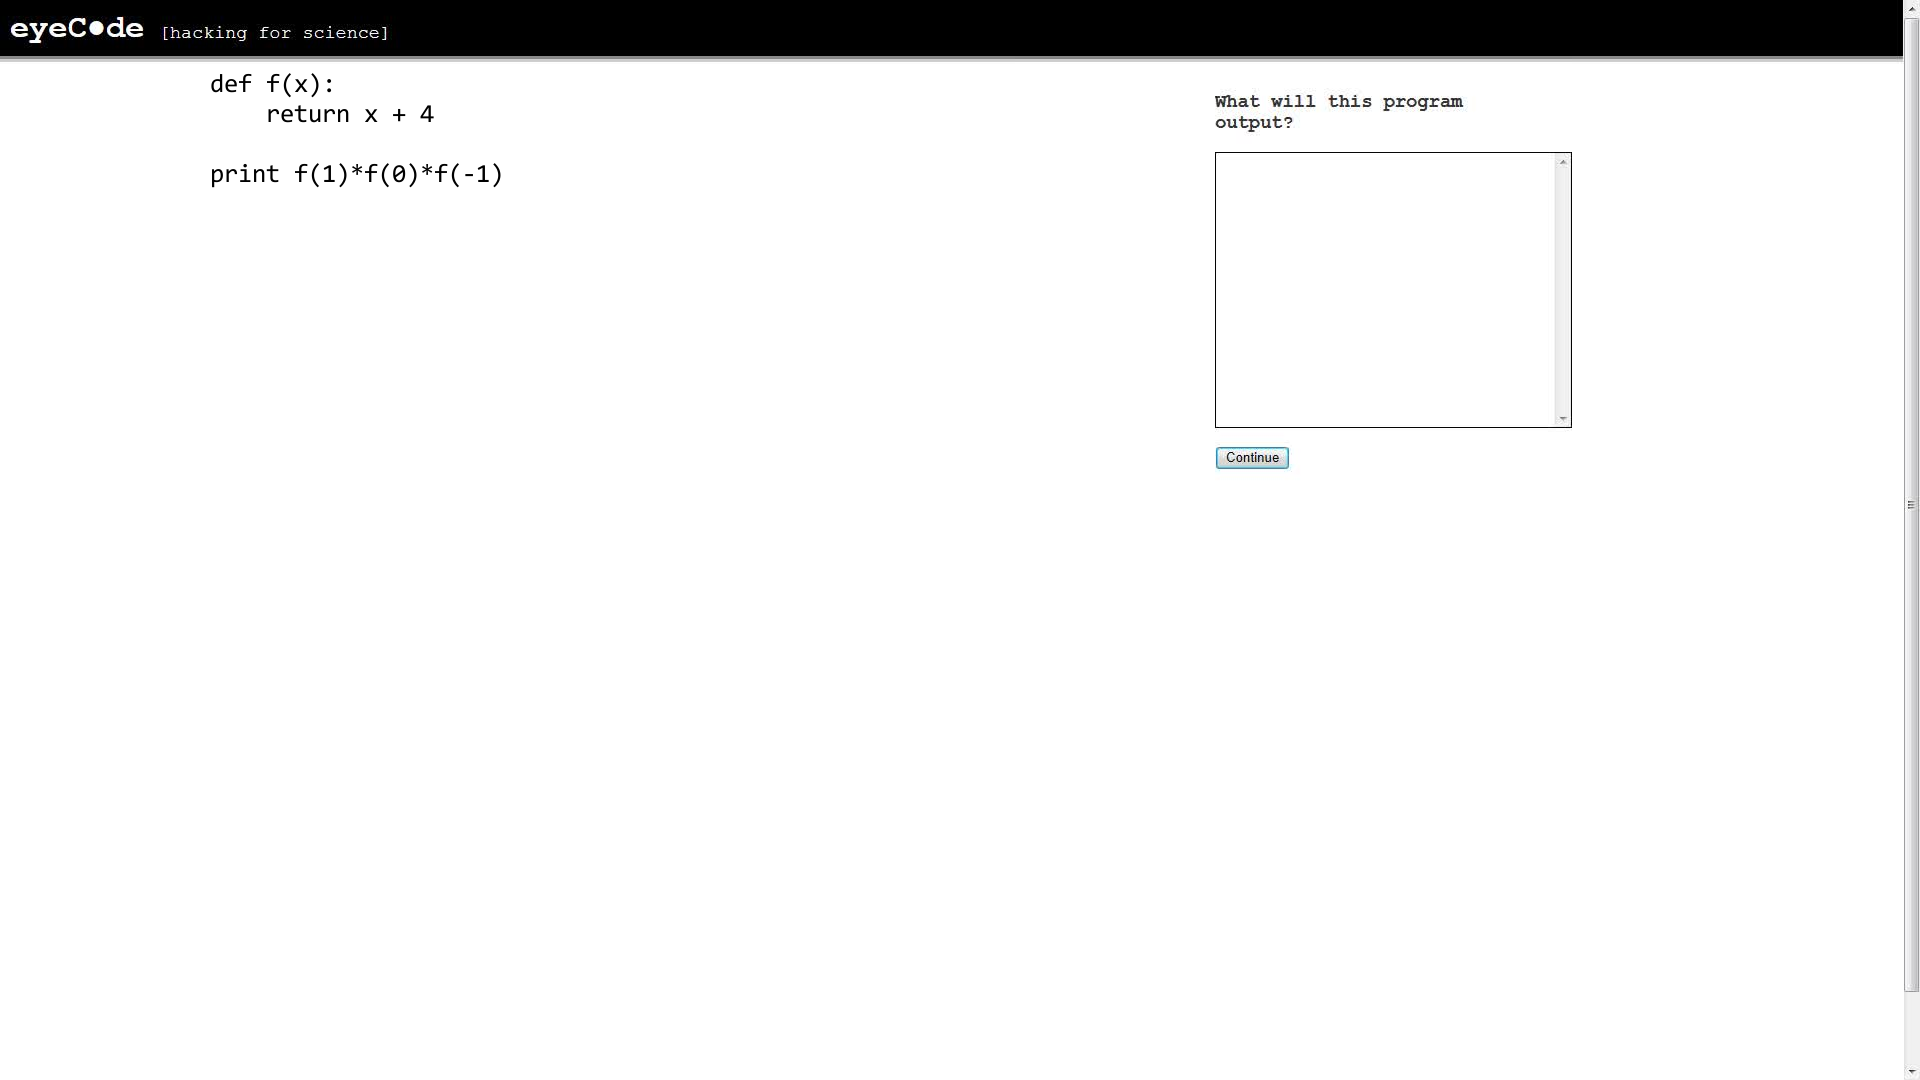 eyeC●de [hacking for science]
def f(x):
    return x + 4
print f(1)*f(0)*f(-1)
What will this program
output?
Continue